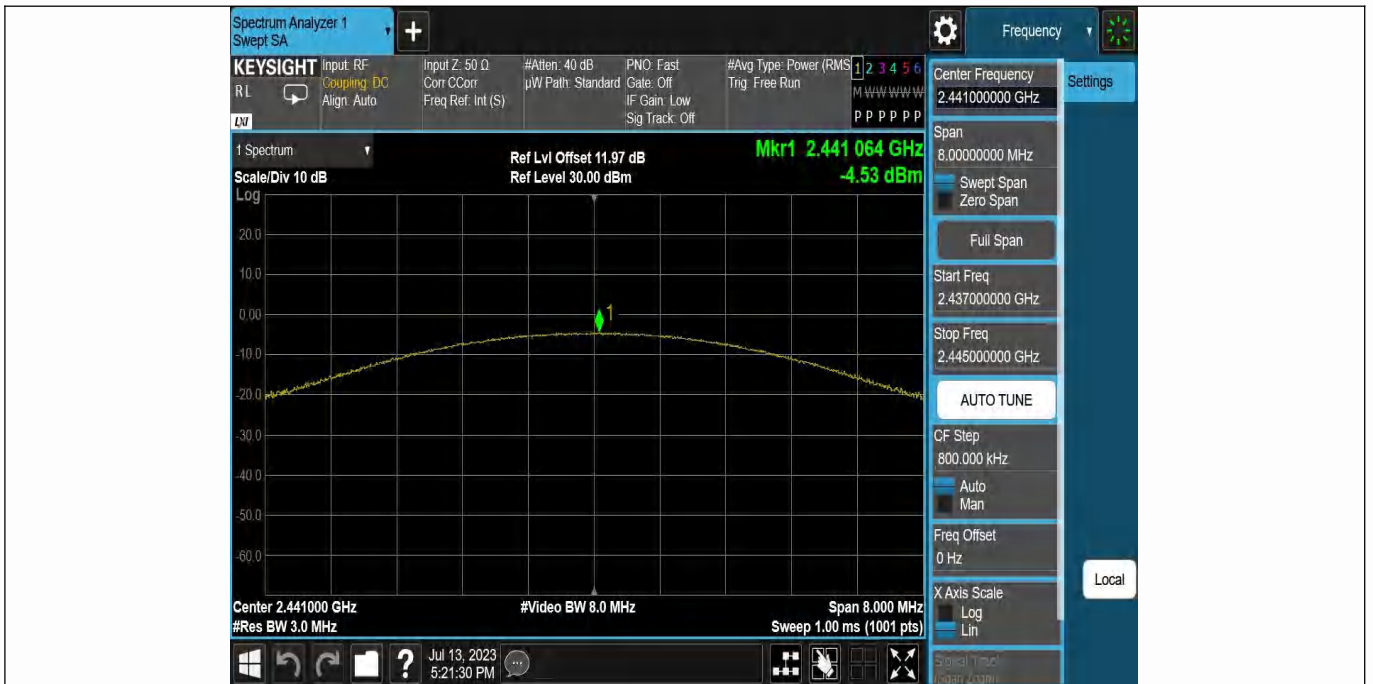 Spectrum Analyzer 1
Swept SA
+
Frequency
KEYSIGHT
RL
LXI
Input: RF
Coupling: DC
Align: Auto
Input Z: 50 Ω
Corr CCorr
Freq Ref: Int (S)
#Atten: 40 dB
µW Path: Standard
PNO: Fast
Gate: Off
IF Gain: Low
Sig Track: Off
#Avg Type: Power (RMS
Trig: Free Run
1 2 3 4 5 6
M W W W W W
P P P P P P
1 Spectrum
Scale/Div 10 dB
Log
Ref Lvl Offset 11.97 dB
Ref Level 30.00 dBm
Mkr1 2.441 064 GHz
-4.53 dBm
20.0
10.0
0.00
-10.0
-20.0
-30.0
-40.0
-50.0
-60.0
1
Center 2.441000 GHz
#Res BW 3.0 MHz
#Video BW 8.0 MHz
Span 8.000 MHz
Sweep 1.00 ms (1001 pts)
Center Frequency
2.441000000 GHz
Settings
Span
8.00000000 MHz
Swept Span
Zero Span
Full Span
Start Freq
2.437000000 GHz
Stop Freq
2.445000000 GHz
AUTO TUNE
CF Step
800.000 kHz
Auto
Man
Freq Offset
0 Hz
X Axis Scale
Log
Lin
Signal Track
(Span Zoom)
Local
?
Jul 13, 2023
5:21:30 PM